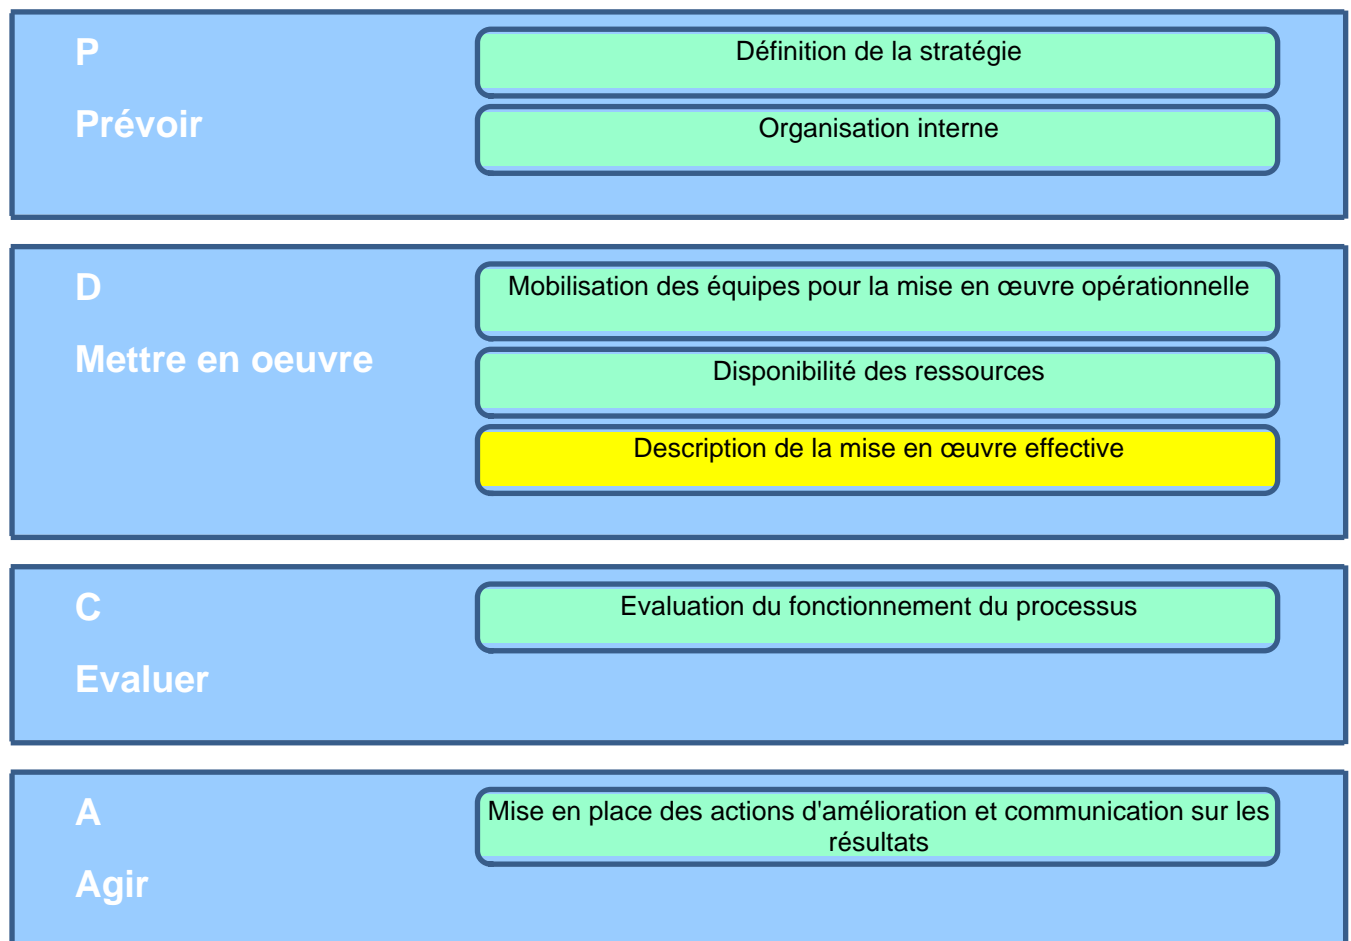 P
Prévoir
Définition de la stratégie
Organisation interne
D
Mettre en oeuvre
Mobilisation des équipes pour la mise en œuvre opérationnelle
Disponibilité des ressources
Description de la mise en œuvre effective
C
Evaluer
Evaluation du fonctionnement du processus
A
Agir
Mise en place des actions d'amélioration et communication sur les
résultats